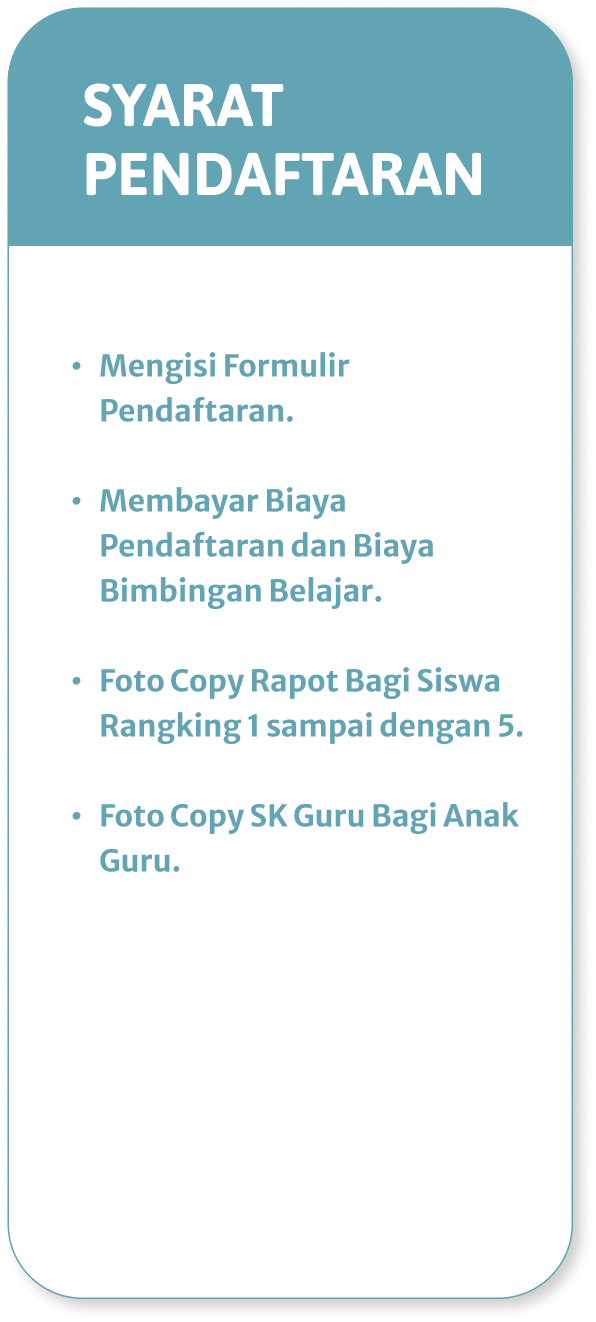 SYARAT
PENDAFTARAN
• Mengisi Formulir
Pendaftaran.
• Membayar Biaya
Pendaftaran dan Biaya
Bimbingan Belajar.
• Foto Copy Rapot Bagi Siswa
Rangking 1 sampai dengan 5.
• Foto Copy SK Guru Bagi Anak
Guru.